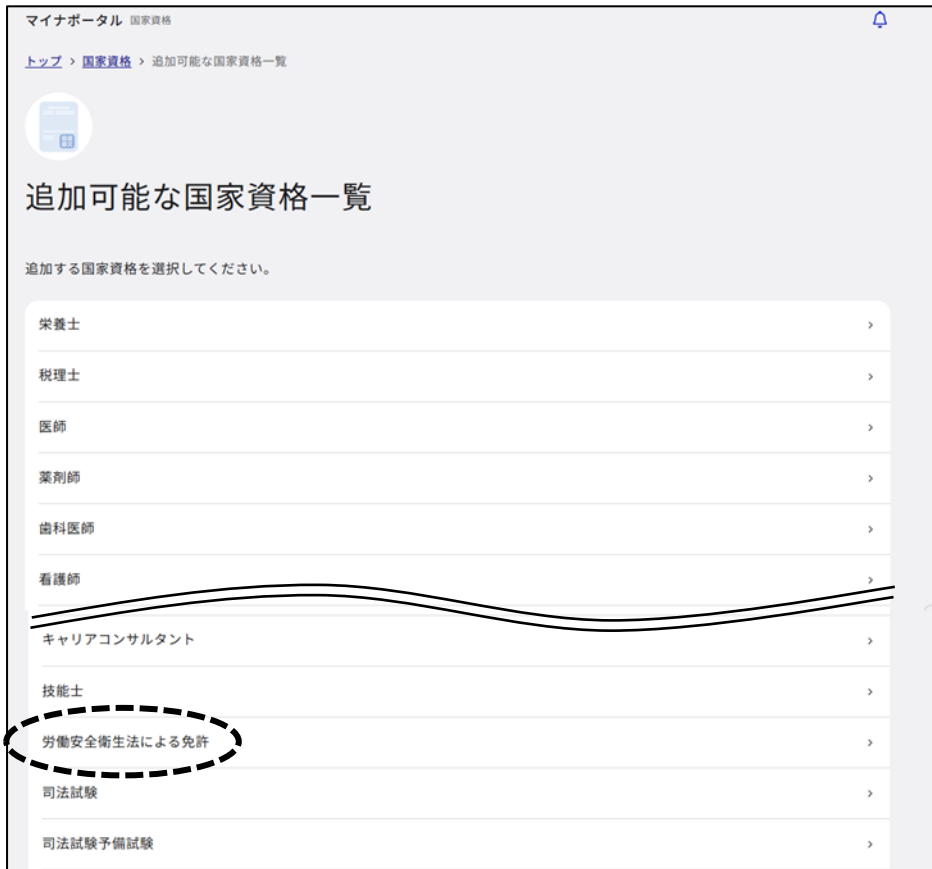 マイナポータル 国家資格
トップ > 国家資格 > 追加可能な国家資格一覧
追加可能な国家資格一覧
追加する国家資格を選択してください。
栄養士
税理士
医師
薬剤師
歯科医師
看護師
キャリアコンサルタント
技能士
労働安全衛生法による免許
司法試験
司法試験予備試験